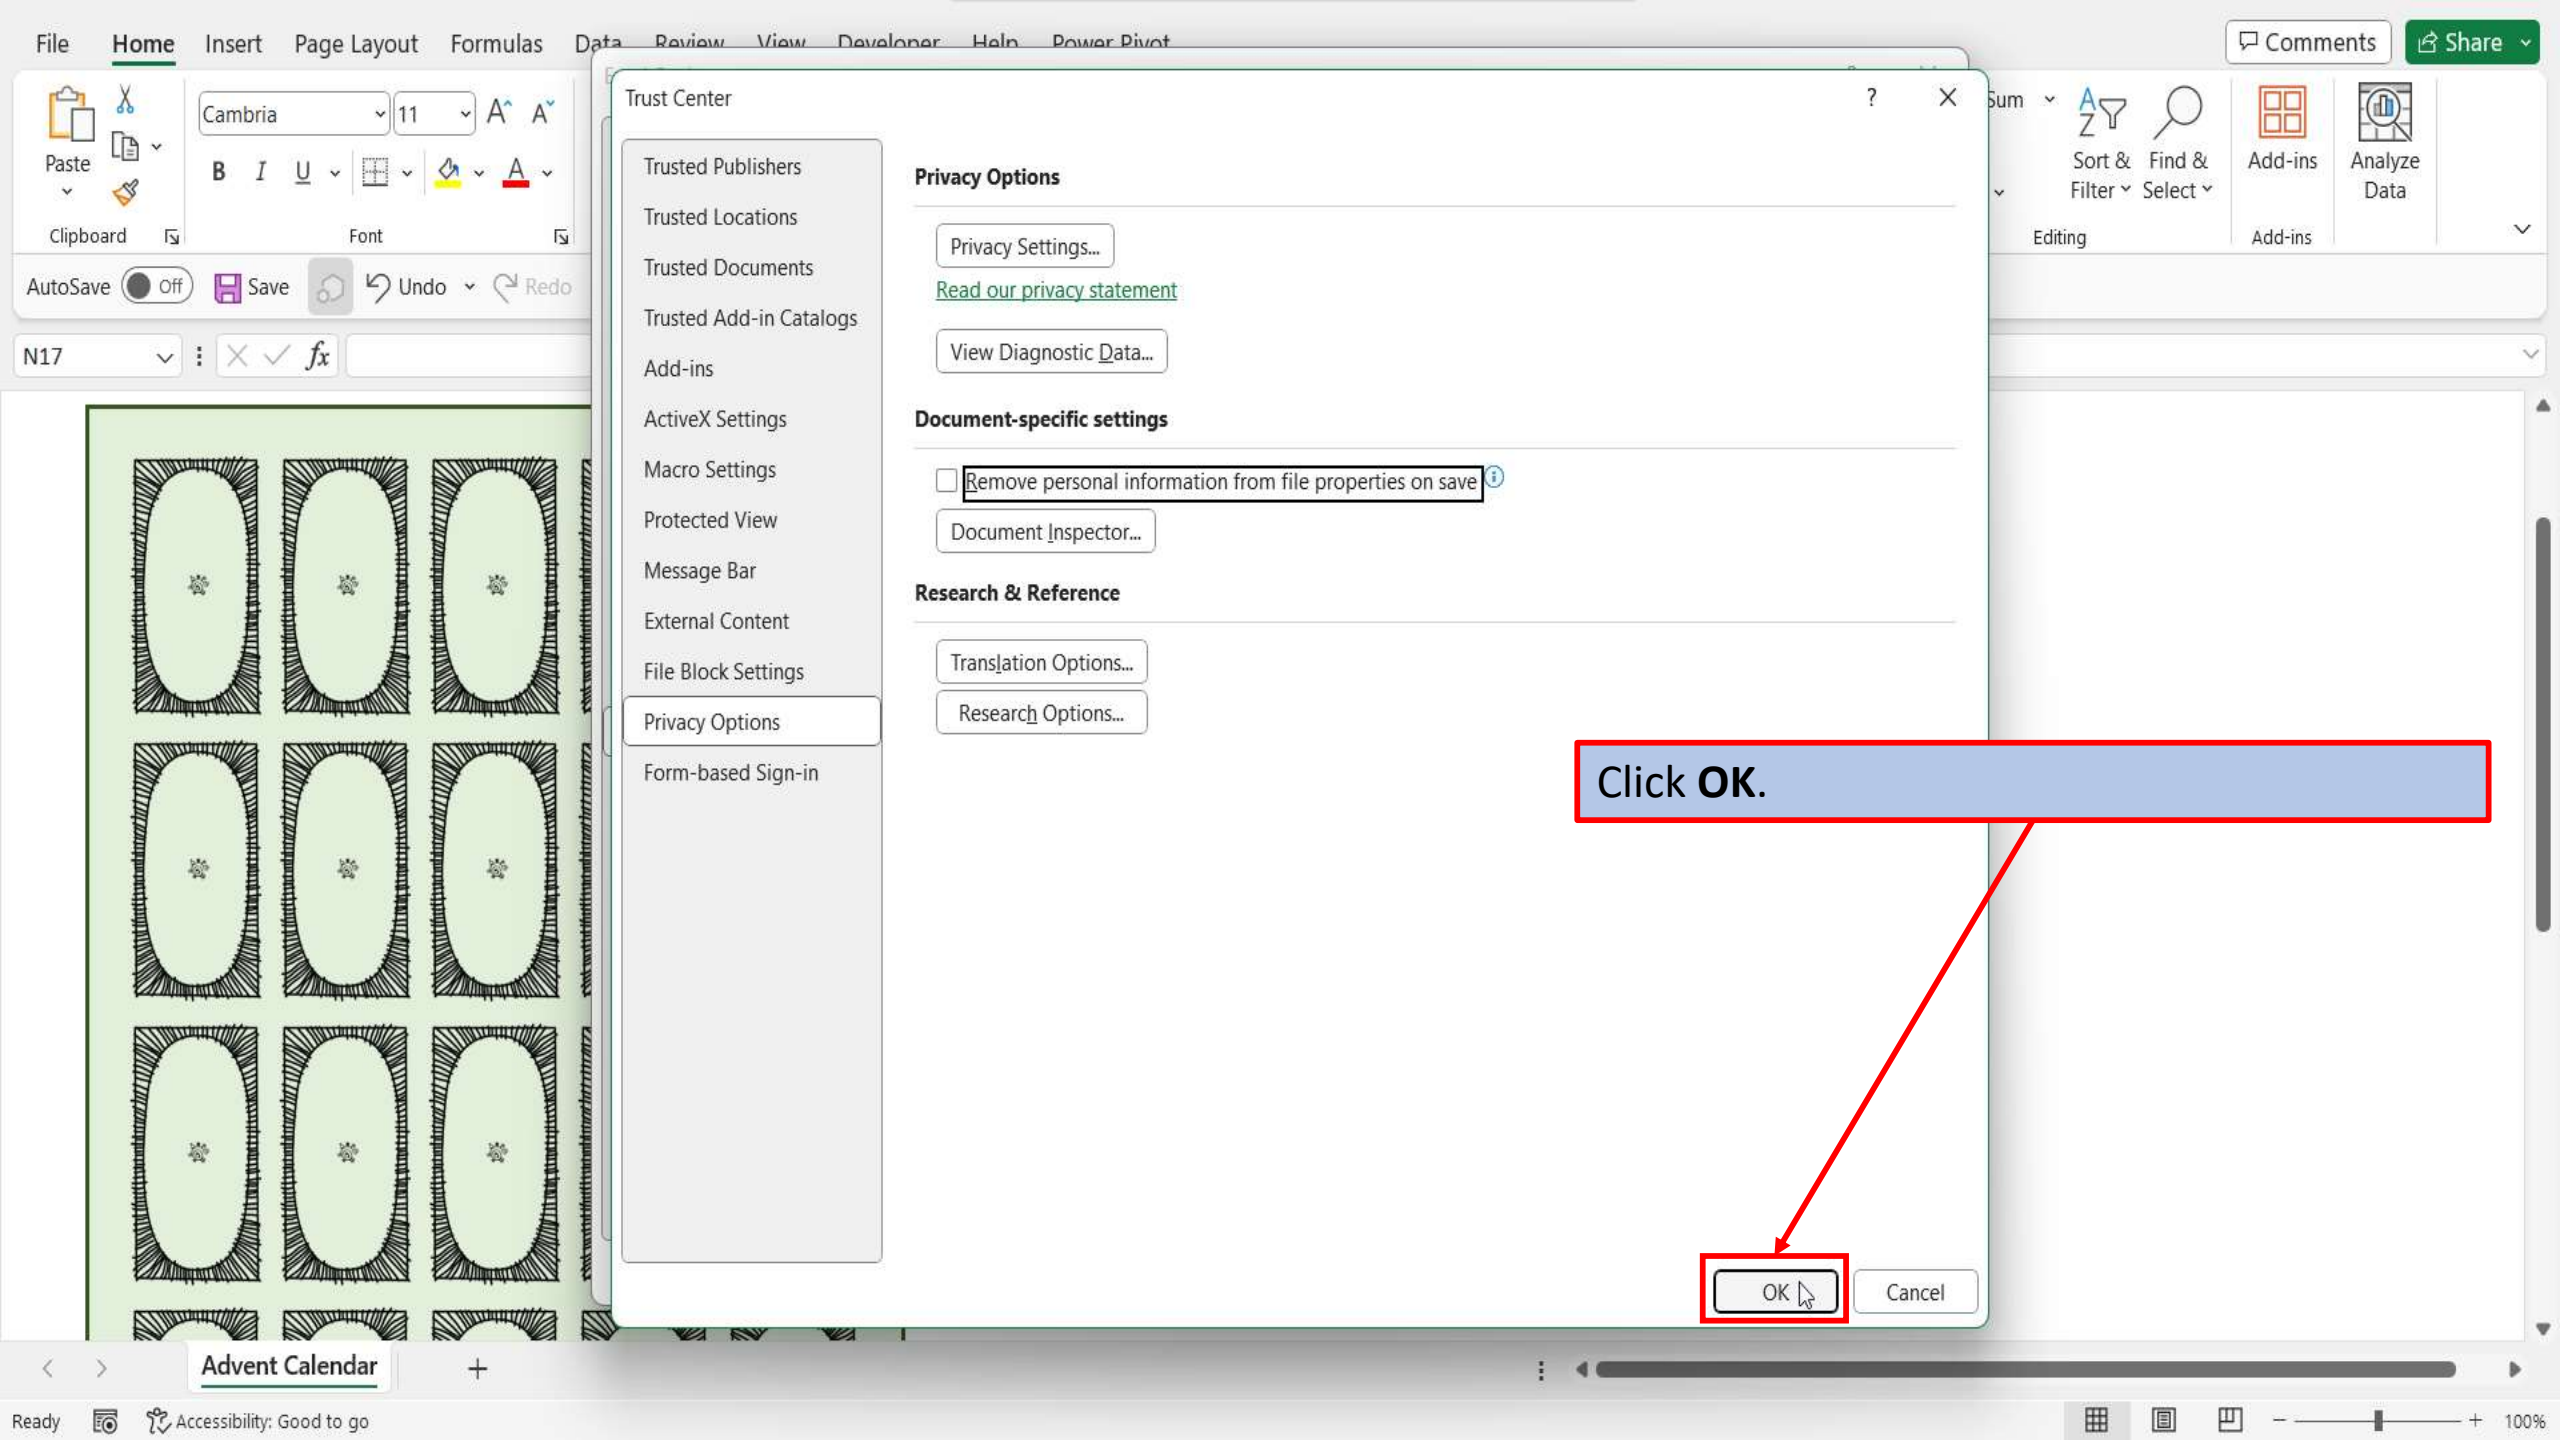 File Home Insert Page Layout Formulas Data Review View Developer Help Power Pivot Comments Share
Paste
Clipboard
Cambria 11
B I U A
Font
Sum
Sort & Filter
Find & Select
Editing
Add-ins
Add-ins
Analyze Data
AutoSave Off Save Undo Redo
N17 fx
Trust Center ? X
Trusted Publishers
Trusted Locations
Trusted Documents
Trusted Add-in Catalogs
Add-ins
ActiveX Settings
Macro Settings
Protected View
Message Bar
External Content
File Block Settings
Privacy Options
Form-based Sign-in
Privacy Options
Privacy Settings...
Read our privacy statement
View Diagnostic Data...
Document-specific settings
Remove personal information from file properties on save
Document Inspector...
Research & Reference
Translation Options...
Research Options...
Click OK.
OK Cancel
Advent Calendar +
Ready Accessibility: Good to go 100%